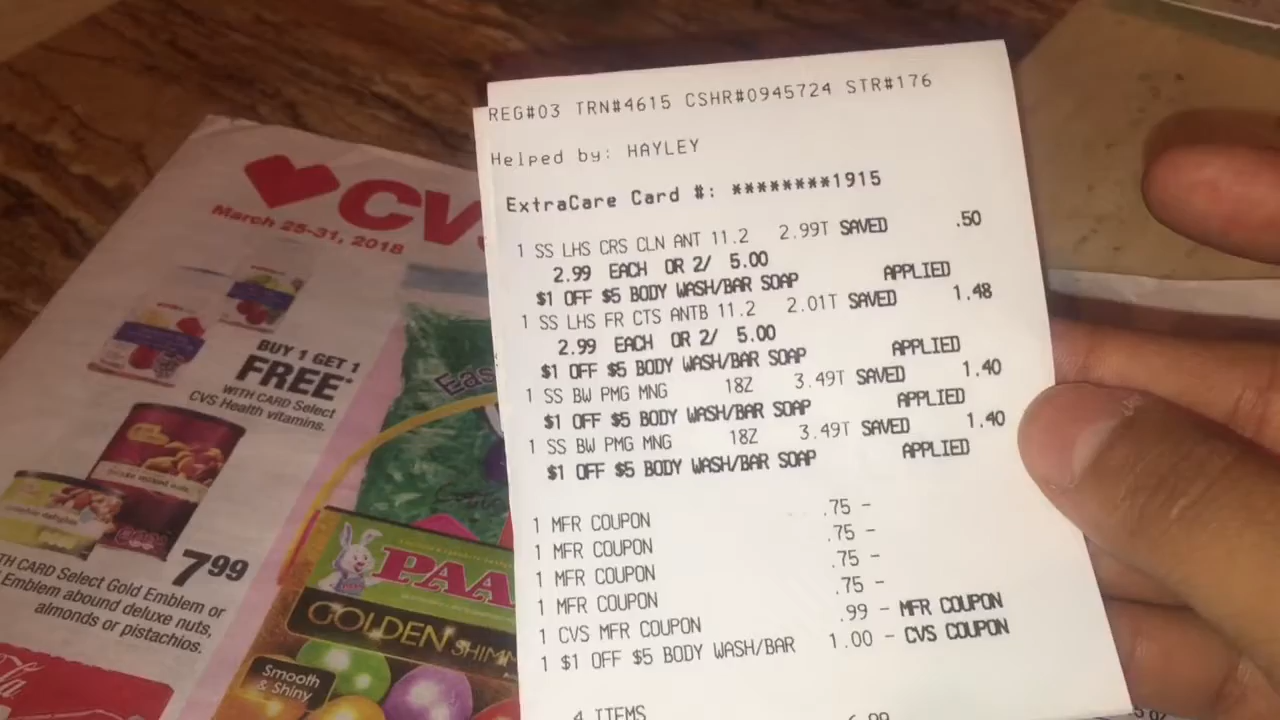 REG#03 TRN#4615 CSHR#0945724 STR#176
Helped by: HAYLEY
ExtraCare Card #: ********1915
1 SS LHS CRS CLN ANT 11.2 2.99T SAVED .50
2.99 EACH OR 2/ 5.00
$1 OFF $5 BODY WASH/BAR SOAP APPLIED
1 SS LHS FR CTS ANTB 11.2 2.01T SAVED 1.48
2.99 EACH OR 2/ 5.00
$1 OFF $5 BODY WASH/BAR SOAP APPLIED
1 SS BW PMG MNG 18Z 3.49T SAVED 1.40
$1 OFF $5 BODY WASH/BAR SOAP APPLIED
1 SS BW PMG MNG 18Z 3.49T SAVED 1.40
$1 OFF $5 BODY WASH/BAR SOAP APPLIED
1 MFR COUPON .75 -
1 MFR COUPON .75 -
1 MFR COUPON .75 -
1 MFR COUPON .75 -
1 CVS MFR COUPON .99 - MFR COUPON
1 $1 OFF $5 BODY WASH/BAR 1.00 - CVS COUPON
4 ITEMS 6.99
CV
March 25-31, 2018
BUY 1 GET 1
FREE*
WITH CARD Select
CVS Health vitamins.
7.99
TH CARD Select Gold Emblem or
Emblem abound deluxe nuts,
almonds or pistachios.
Eas
PAA
GOLDEN SHIMM
Smooth
& Shiny